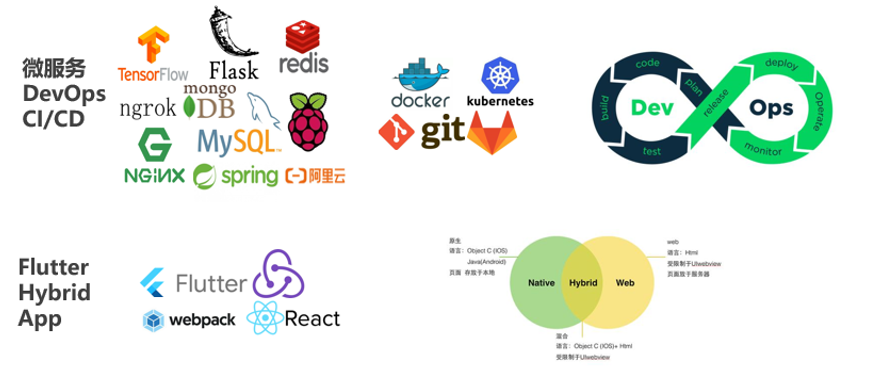 微服务
DevOps
CI/CD
TensorFlow
Flask
redis
ngrok
mongo
DB
MySQL
NGINX
spring
阿里云
docker
kubernetes
git
code
plan
build
test
release
deploy
Operate
monitor
Dev
Ops
Flutter
Hybrid
App
Flutter
webpack
React
原生
语言：Object C (IOS)
Java(Android)
页面 存放于本地
Native
Hybrid
Web
web
语言：Html
受限制于UIwebview
页面放于服务器
混合
语言：Object C (IOS)+ Html
受限制于UIwebview